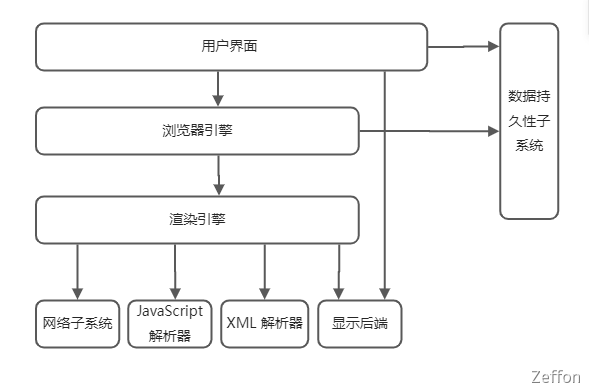 用户界面
数据持
久性子
系统
浏览器引擎
渲染引擎
网络子系统
JavaScript
解析器
XML 解析器
显示后端
Zeffon